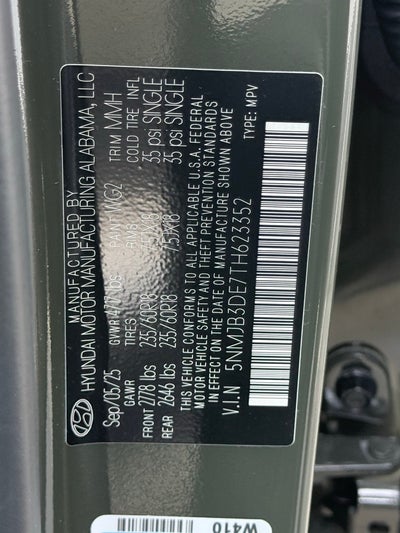 MANUFACTURED BY
HYUNDAI MOTOR MANUFACTURING ALABAMA, LLC
Sep/05/25 GVWR TRIM MMH
GAWR TIRES COLD TIRE INFL
FRONT 2778 lbs 235/60R18 35 psi SINGLE
REAR 2646 lbs 235/60R18 7.5JX18 35 psi SINGLE
THIS VEHICLE CONFORMS TO ALL APPLICABLE U.S.A. FEDERAL
MOTOR VEHICLE SAFETY AND THEFT PREVENTION STANDARDS
IN EFFECT ON THE DATE OF MANUFACTURE SHOWN ABOVE
V.I.N 5NMJB3DE7TH623352 TYPE: MPV
W410